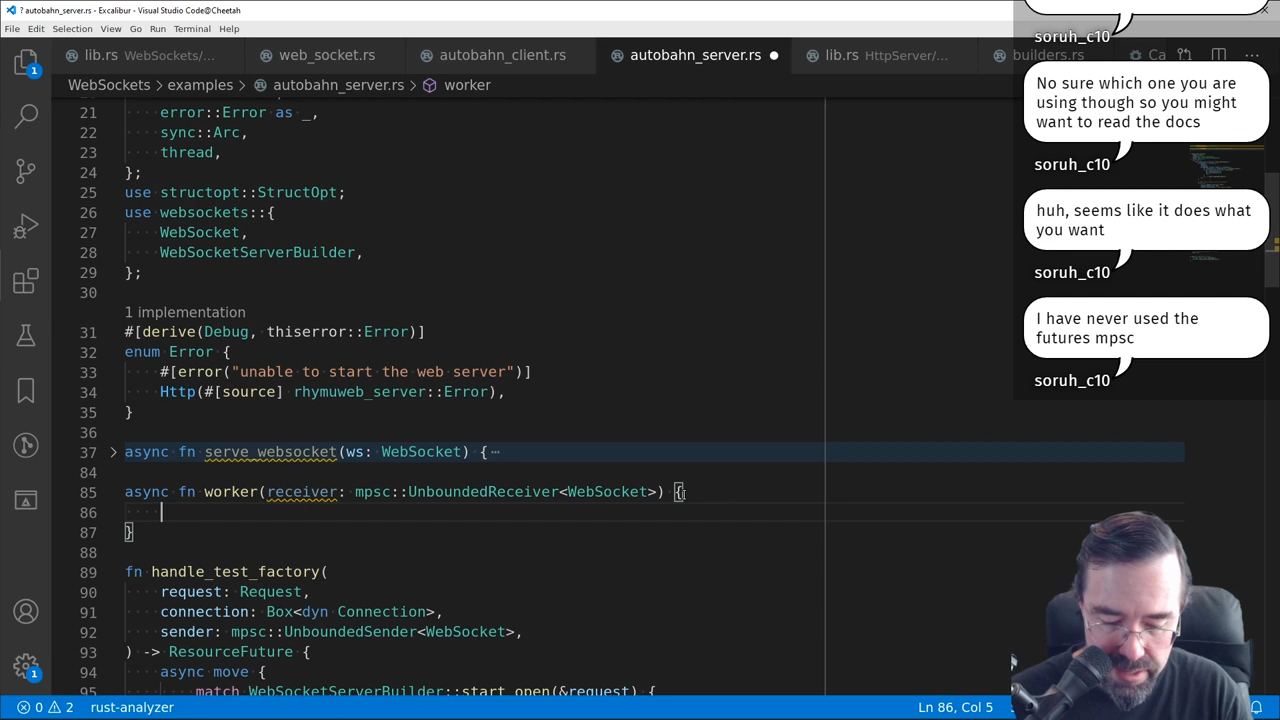 ? autobahn_server.rs - Excalibur - Visual Studio Code@Cheetah
File Edit Selection View Go Run Terminal Help
lib.rs WebSockets/... web_socket.rs autobahn_client.rs autobahn_server.rs lib.rs HttpServer/... builders.rs Ca
WebSockets > examples > autobahn_server.rs > worker
21 error::Error as _,
22 sync::Arc,
23 thread,
24 };
25 use structopt::StructOpt;
26 use websockets::{
27 WebSocket,
28 WebSocketServerBuilder,
29 };
30
1 implementation
31 #[derive(Debug, thiserror::Error)]
32 enum Error {
33 #[error("unable to start the web server")]
34 Http(#[source] rhymuweb_server::Error),
35 }
36
37 async fn serve_websocket(ws: WebSocket) { ⋯
84
85 async fn worker(receiver: mpsc::UnboundedReceiver<WebSocket>) {
86
87 }
88
89 fn handle_test_factory(
90 request: Request,
91 connection: Box<dyn Connection>,
92 sender: mpsc::UnboundedSender<WebSocket>,
93 ) -> ResourceFuture {
94 async move {
95 match WebSocketServerBuilder::start_open(&request) {
soruh_c10
No sure which one you are
using though so you might
want to read the docs
soruh_c10
huh, seems like it does what
you want
soruh_c10
I have never used the
futures mpsc
soruh_c10
1
1
0 2 rust-analyzer Ln 86, Col 5